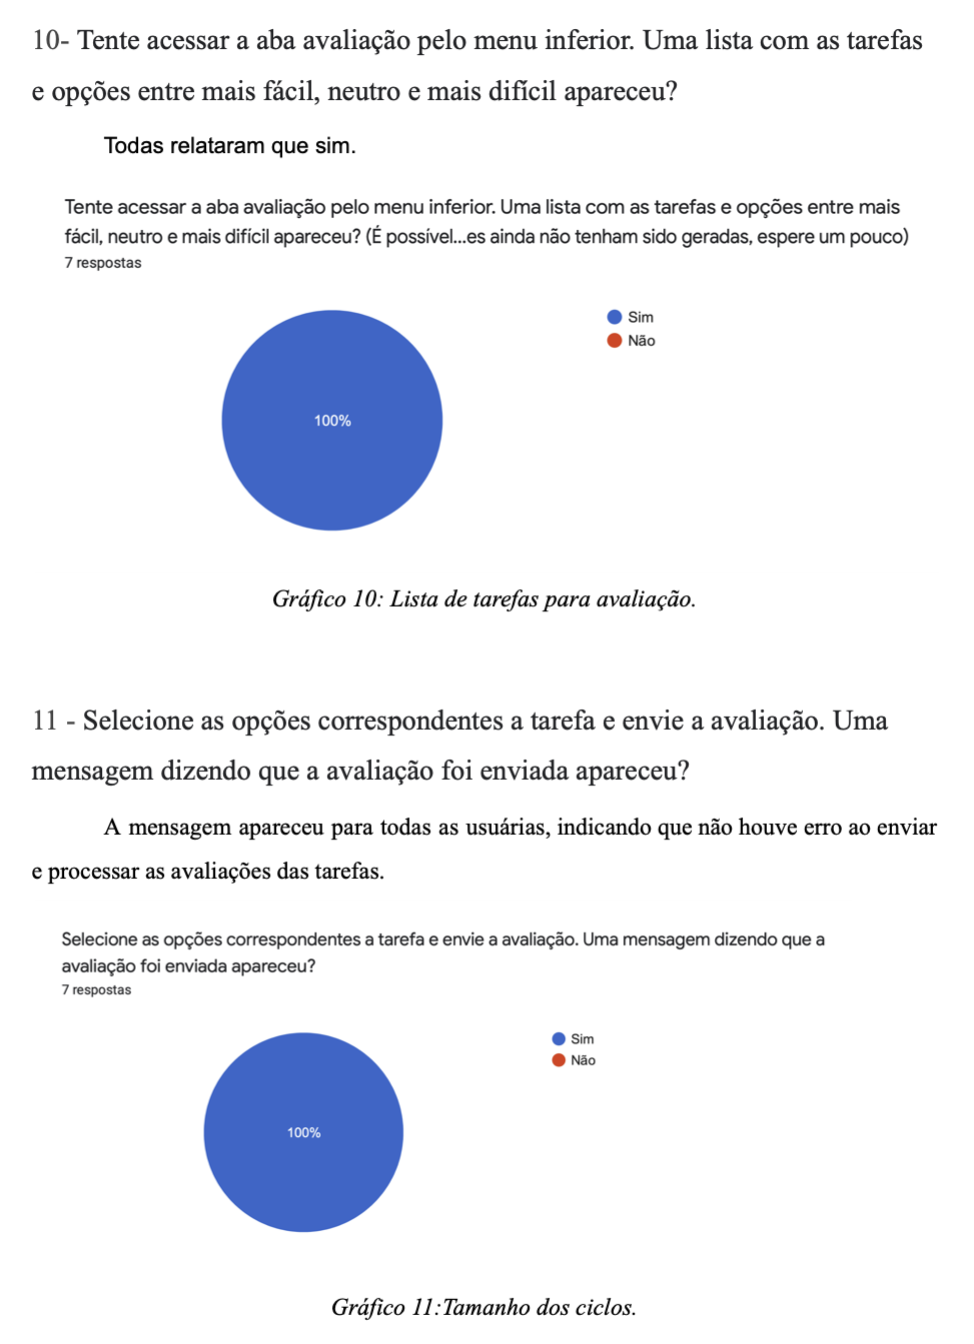 10- Tente acessar a aba avaliação pelo menu inferior. Uma lista com as tarefas
e opções entre mais fácil, neutro e mais difícil apareceu?
Todas relataram que sim.
Tente acessar a aba avaliação pelo menu inferior. Uma lista com as tarefas e opções entre mais
fácil, neutro e mais difícil apareceu? (É possível...es ainda não tenham sido geradas, espere um pouco)
7 respostas
Sim
Não
100%
Gráfico 10: Lista de tarefas para avaliação.
11 - Selecione as opções correspondentes a tarefa e envie a avaliação. Uma
mensagem dizendo que a avaliação foi enviada apareceu?
A mensagem apareceu para todas as usuárias, indicando que não houve erro ao enviar
e processar as avaliações das tarefas.
Selecione as opções correspondentes a tarefa e envie a avaliação. Uma mensagem dizendo que a
avaliação foi enviada apareceu?
7 respostas
Sim
Não
100%
Gráfico 11:Tamanho dos ciclos.